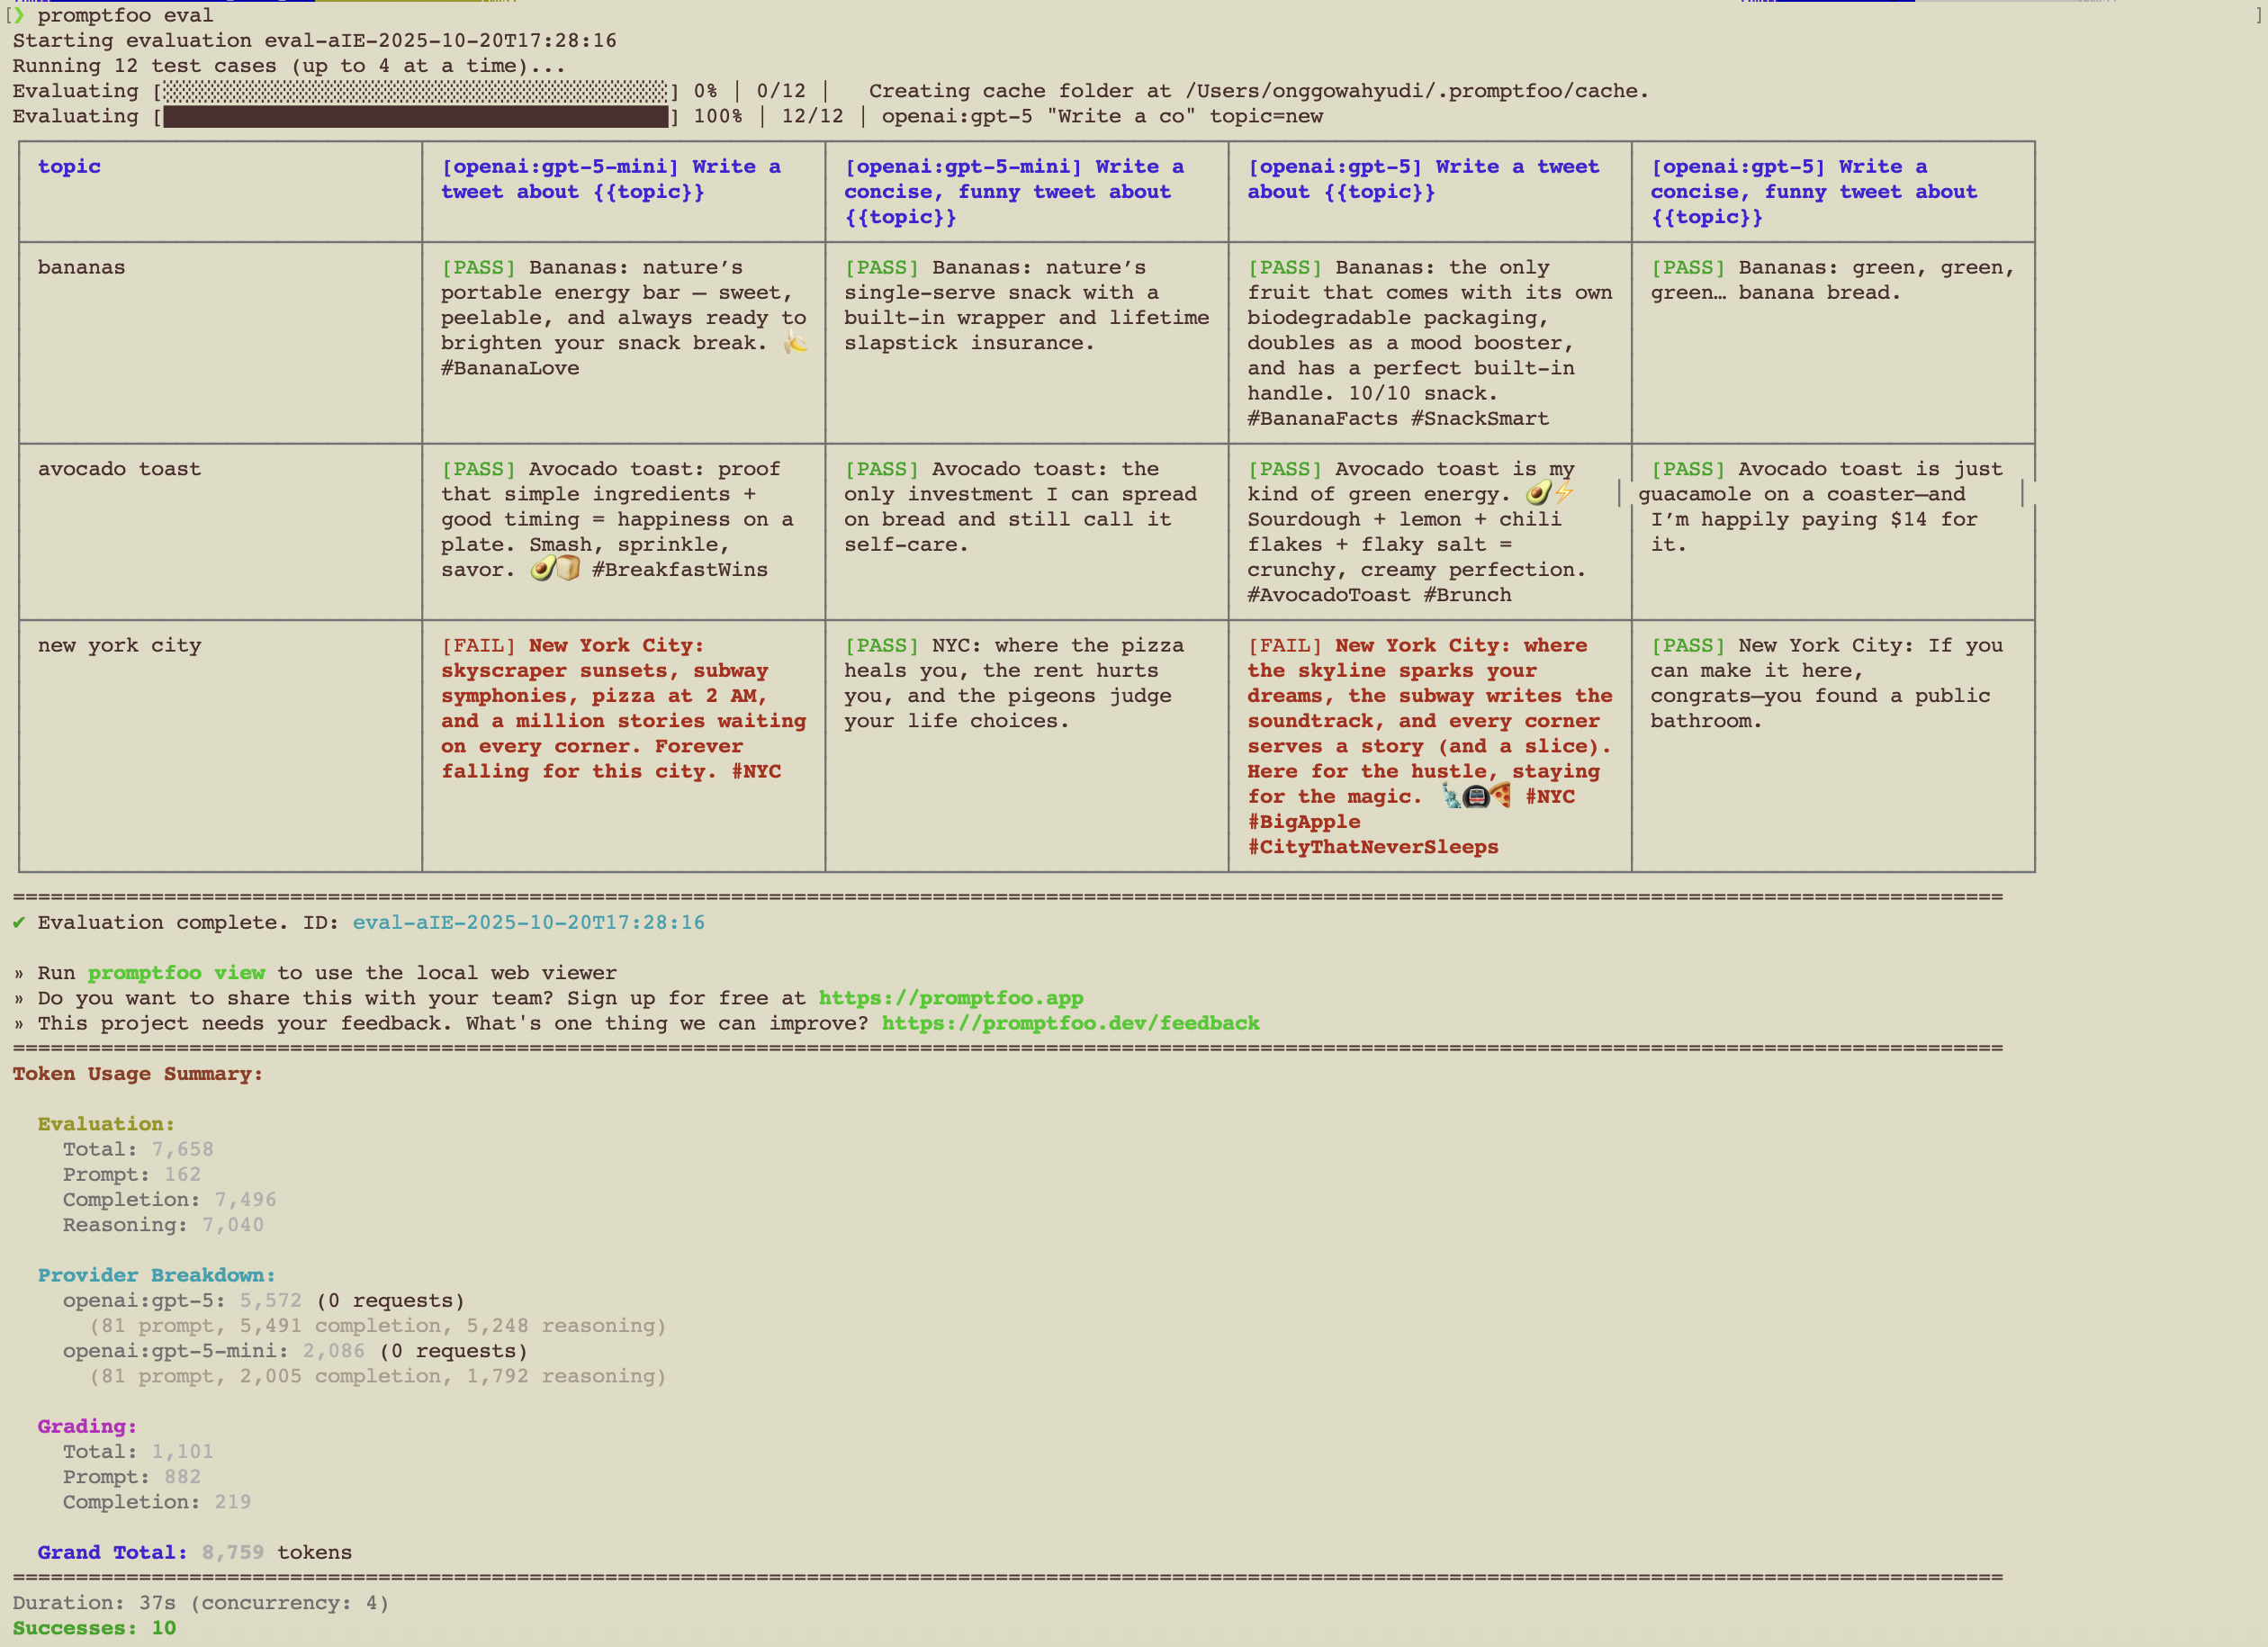 [❯ promptfoo eval ]
Starting evaluation eval-aIE-2025-10-20T17:28:16
Running 12 test cases (up to 4 at a time)...
Evaluating [░░░░░░░░░░░░░░░░░░░░░░░░░░░░░░░░░░░░░░░░] 0% | 0/12 | Creating cache folder at /Users/onggowahyudi/.promptfoo/cache.
Evaluating [████████████████████████████████████████] 100% | 12/12 | openai:gpt-5 "Write a co" topic=new
topic
[openai:gpt-5-mini] Write a
tweet about {{topic}}
[openai:gpt-5-mini] Write a
concise, funny tweet about
{{topic}}
[openai:gpt-5] Write a tweet
about {{topic}}
[openai:gpt-5] Write a
concise, funny tweet about
{{topic}}
bananas
[PASS] Bananas: nature’s
portable energy bar — sweet,
peelable, and always ready to
brighten your snack break. 🍌
#BananaLove
[PASS] Bananas: nature’s
single-serve snack with a
built-in wrapper and lifetime
slapstick insurance.
[PASS] Bananas: the only
fruit that comes with its own
biodegradable packaging,
doubles as a mood booster,
and has a perfect built-in
handle. 10/10 snack.
#BananaFacts #SnackSmart
[PASS] Bananas: green, green,
green… banana bread.
avocado toast
[PASS] Avocado toast: proof
that simple ingredients +
good timing = happiness on a
plate. Smash, sprinkle,
savor. 🥑🍞 #BreakfastWins
[PASS] Avocado toast: the
only investment I can spread
on bread and still call it
self-care.
[PASS] Avocado toast is my
kind of green energy. 🥑⚡
Sourdough + lemon + chili
flakes + flaky salt =
crunchy, creamy perfection.
#AvocadoToast #Brunch
[PASS] Avocado toast is just
guacamole on a coaster—and
I’m happily paying $14 for
it.
new york city
[FAIL] New York City:
skyscraper sunsets, subway
symphonies, pizza at 2 AM,
and a million stories waiting
on every corner. Forever
falling for this city. #NYC
[PASS] NYC: where the pizza
heals you, the rent hurts
you, and the pigeons judge
your life choices.
[FAIL] New York City: where
the skyline sparks your
dreams, the subway writes the
soundtrack, and every corner
serves a story (and a slice).
Here for the hustle, staying
for the magic. 🗽🚇🍕 #NYC
#BigApple
#CityThatNeverSleeps
[PASS] New York City: If you
can make it here,
congrats—you found a public
bathroom.
✔ Evaluation complete. ID: eval-aIE-2025-10-20T17:28:16
» Run promptfoo view to use the local web viewer
» Do you want to share this with your team? Sign up for free at https://promptfoo.app
» This project needs your feedback. What's one thing we can improve? https://promptfoo.dev/feedback
Token Usage Summary:
Evaluation:
Total: 7,658
Prompt: 162
Completion: 7,496
Reasoning: 7,040
Provider Breakdown:
openai:gpt-5: 5,572 (0 requests)
(81 prompt, 5,491 completion, 5,248 reasoning)
openai:gpt-5-mini: 2,086 (0 requests)
(81 prompt, 2,005 completion, 1,792 reasoning)
Grading:
Total: 1,101
Prompt: 882
Completion: 219
Grand Total: 8,759 tokens
Duration: 37s (concurrency: 4)
Successes: 10